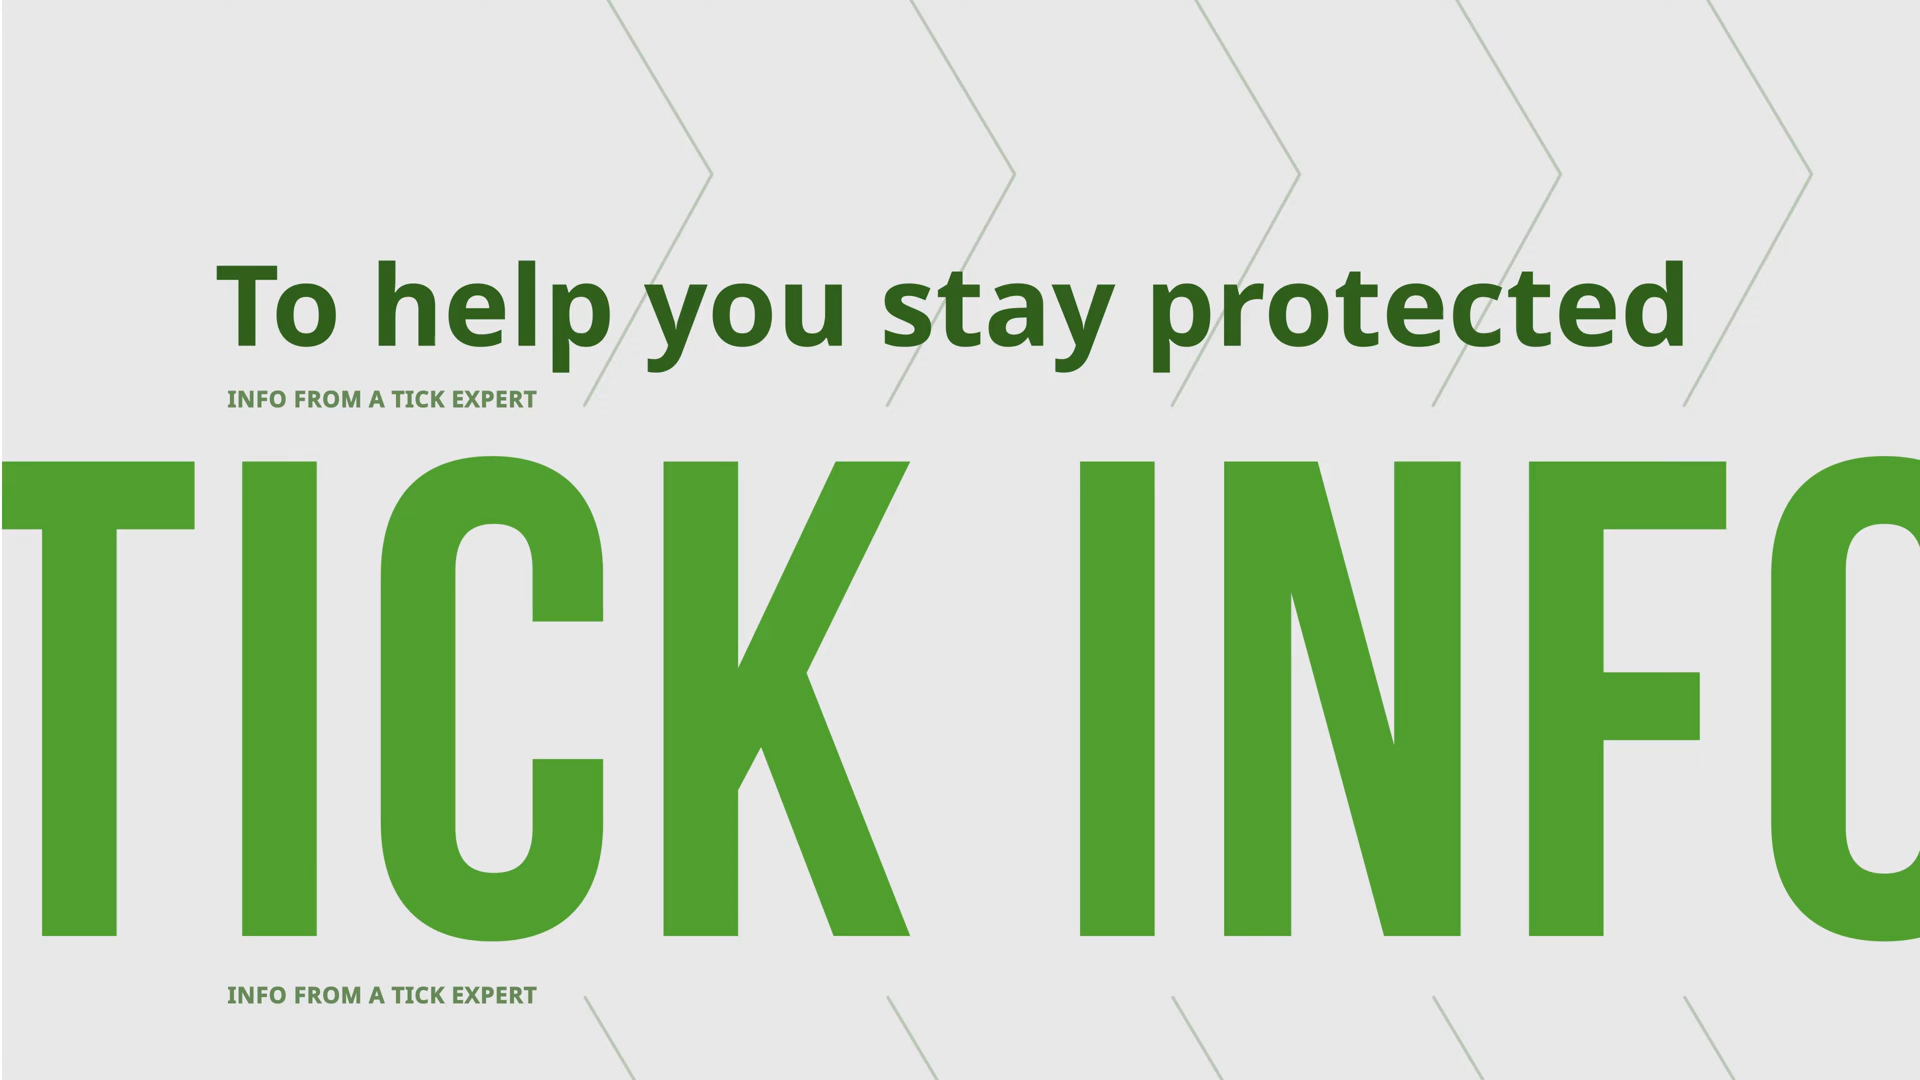 To help you stay protected
INFO FROM A TICK EXPERT
TICK INFO
INFO FROM A TICK EXPERT